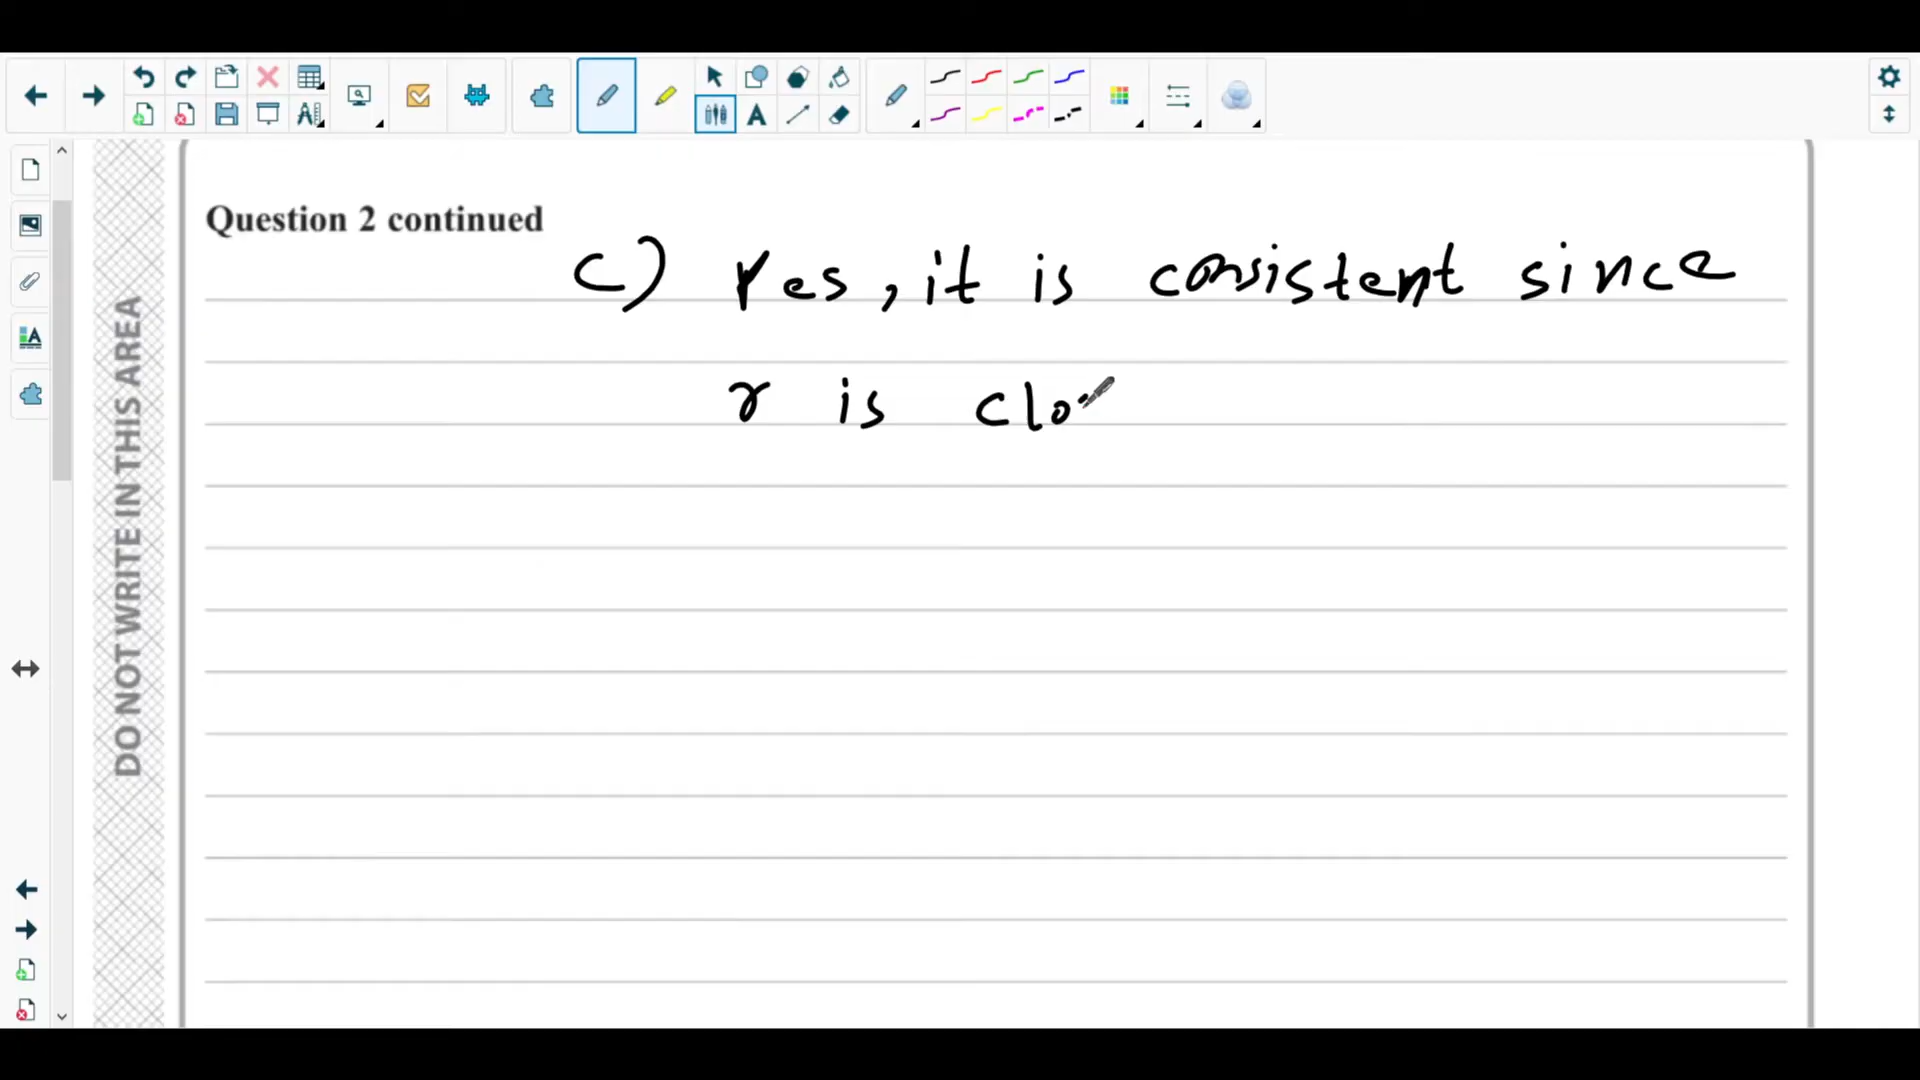 Question 2 continued
c) Yes, it is consistent since
r is clo
DO NOT WRITE IN THIS AREA